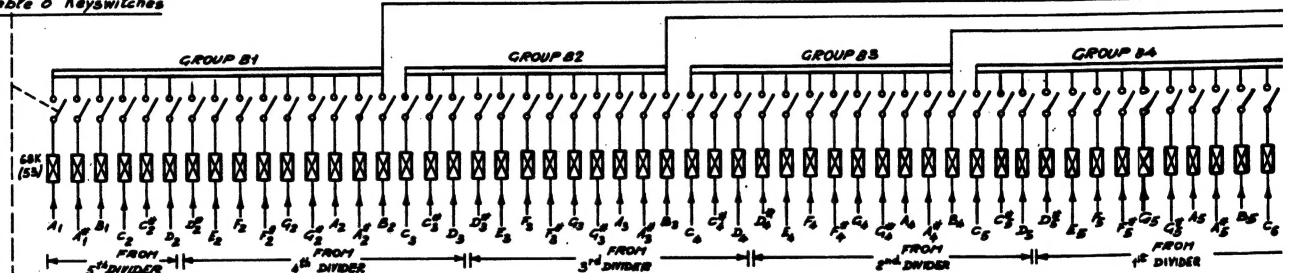 able 8 Keyswitches
GROUP B1 GROUP B2 GROUP B3 GROUP B4
68K
(53)
A1 A#1 B1 C2 C#2 D2 D#2 E2 F2 F#2 G2 G#2 A2 A#2 B2 C3 C#3 D3 D#3 E3 F3 F#3 G3 G#3 A3 A#3 B3 C4 C#4 D4 D#4 E4 F4 F#4 G4 G#4 A4 A#4 B4 C5 C#5 D5 D#5 E5 F5 F#5 G5 G#5 A5 A#5 B5 C6
FROM
5th DIVIDER
FROM
4th DIVIDER
FROM
3rd DIVIDER
FROM
2nd DIVIDER
FROM
1st DIVIDER